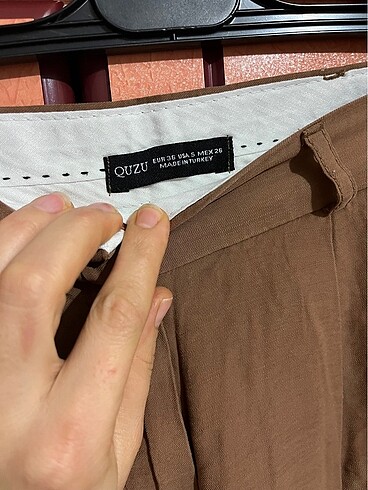 QUZU
EUR 36 USA S MEX 26
MADE IN TURKEY